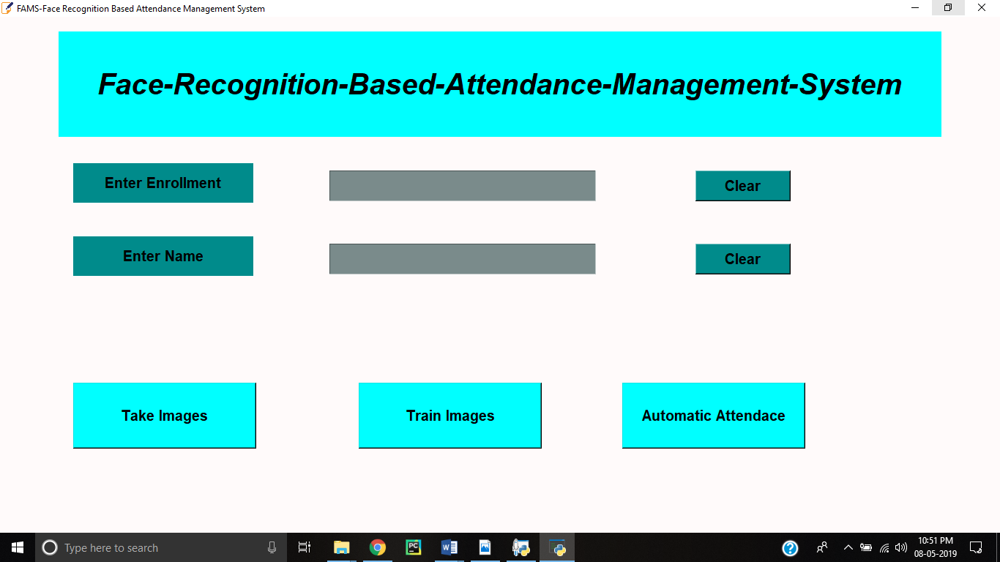 FAMS-Face Recognition Based Attendance Management System
Face-Recognition-Based-Attendance-Management-System
Enter Enrollment
Clear
Enter Name
Clear
Take Images
Train Images
Automatic Attendace
Type here to search
PC
W
?
10:51 PM
08-05-2019